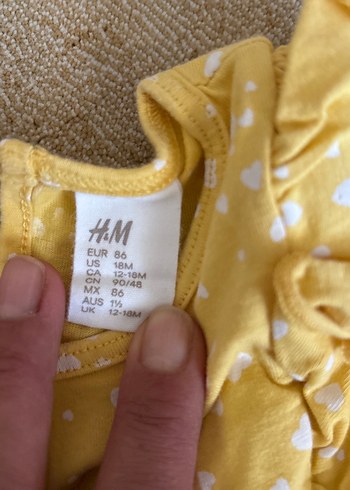 H&M
EUR 86
US 18M
CA 12-18M
CN 90/48
MX 86
AUS 1½
UK 12-18M